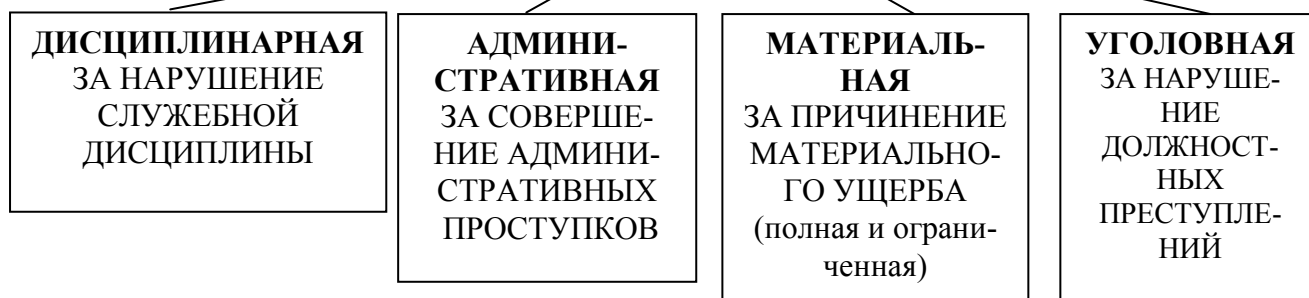 ДИСЦИПЛИНАРНАЯ
ЗА НАРУШЕНИЕ
СЛУЖЕБНОЙ
ДИСЦИПЛИНЫ
АДМИНИ-
СТРАТИВНАЯ
ЗА СОВЕРШЕ-
НИЕ АДМИНИ-
СТРАТИВНЫХ
ПРОСТУПКОВ
МАТЕРИАЛЬ-
НАЯ
ЗА ПРИЧИНЕНИЕ
МАТЕРИАЛЬНО-
ГО УЩЕРБА
(полная и ограни-
ченная)
УГОЛОВНАЯ
ЗА НАРУШЕ-
НИЕ
ДОЛЖНОСТ-
НЫХ
ПРЕСТУПЛЕ-
НИЙ